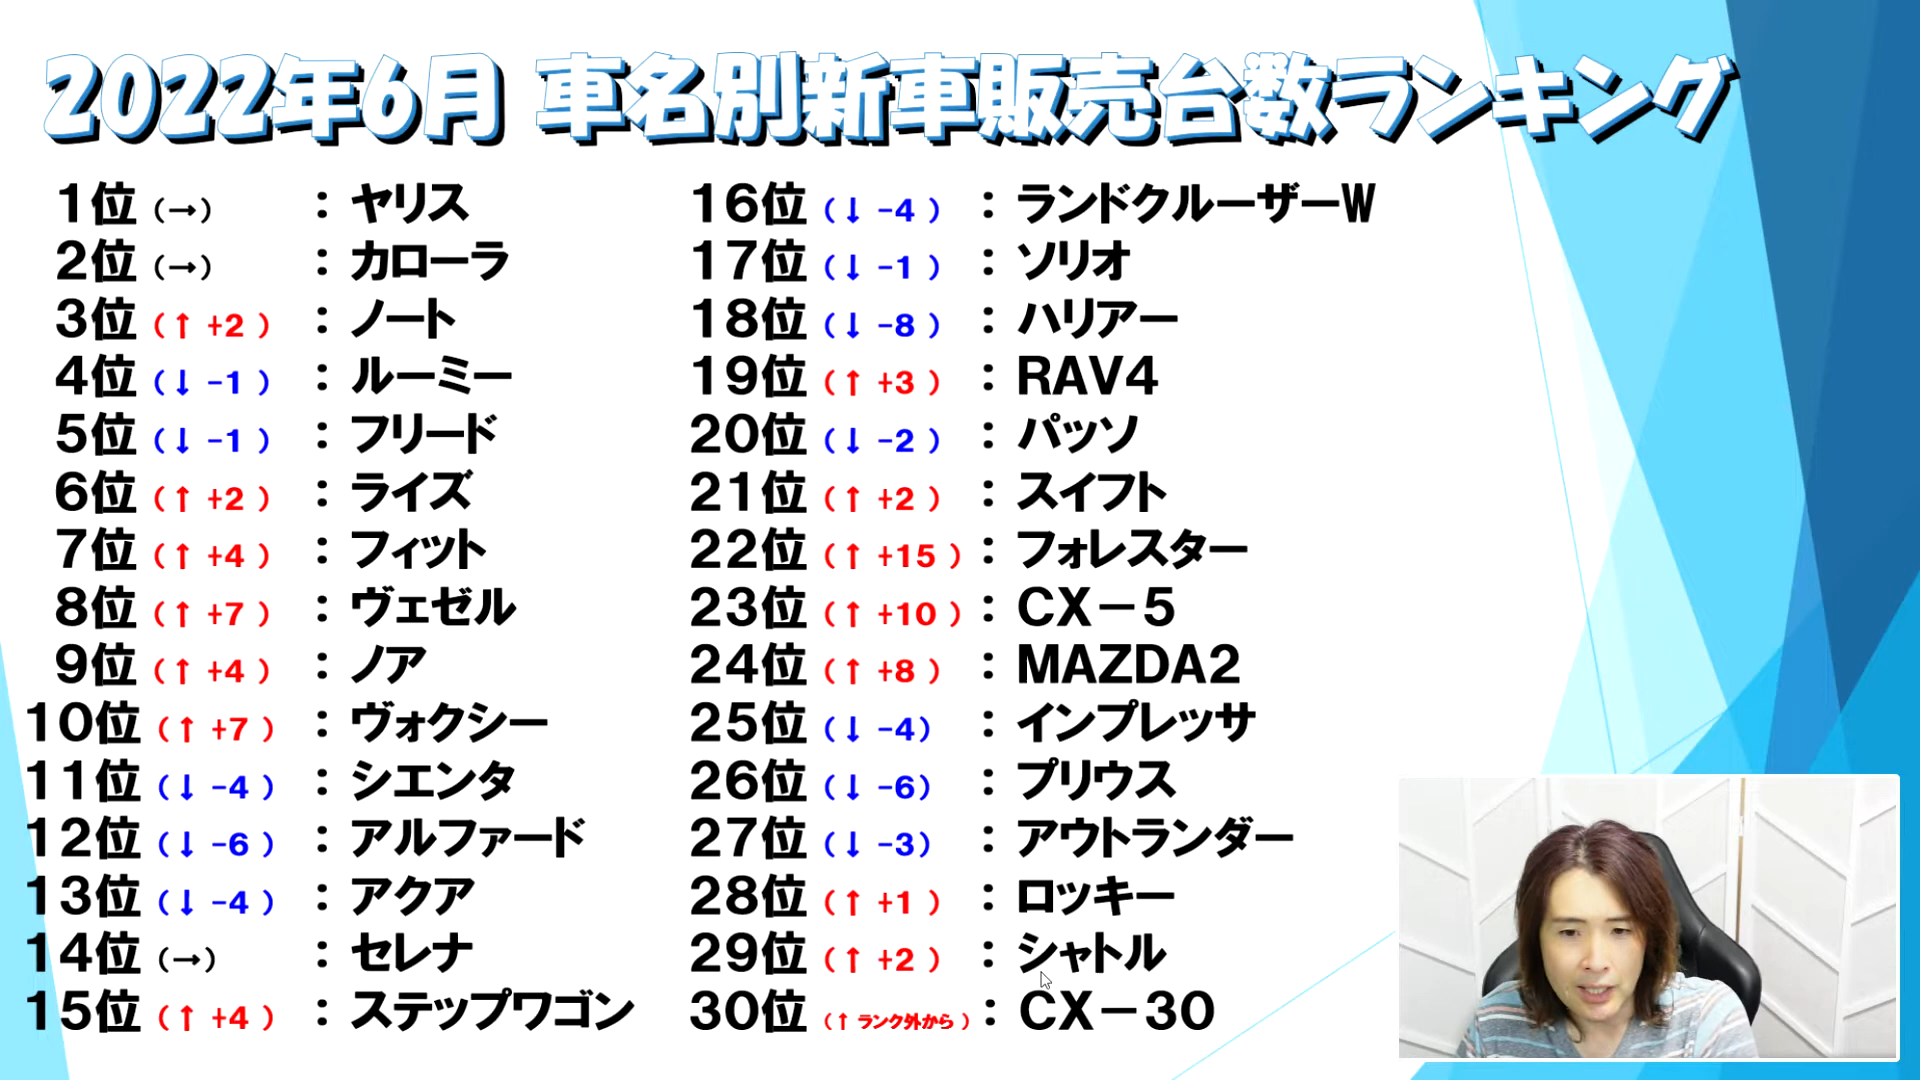 2022年6月 車名別新車販売台数ランキング
1位 (→) : ヤリス
2位 (→) : カローラ
3位 (↑ +2 ) : ノート
4位 (↓ -1 ) : ルーミー
5位 (↓ -1 ) : フリード
6位 (↑ +2 ) : ライズ
7位 (↑ +4 ) : フィット
8位 (↑ +7 ) : ヴェゼル
9位 (↑ +4 ) : ノア
10位 (↑ +7 ) : ヴォクシー
11位 (↓ -4 ) : シエンタ
12位 (↓ -6 ) : アルファード
13位 (↓ -4 ) : アクア
14位 (→) : セレナ
15位 (↑ +4 ) : ステップワゴン
16位 (↓ -4 ) : ランドクルーザーW
17位 (↓ -1 ) : ソリオ
18位 (↓ -8 ) : ハリアー
19位 (↑ +3 ) : RAV4
20位 (↓ -2 ) : パッソ
21位 (↑ +2 ) : スイフト
22位 (↑ +15 ) : フォレスター
23位 (↑ +10 ) : CX－5
24位 (↑ +8 ) : MAZDA2
25位 (↓ -4) : インプレッサ
26位 (↓ -6) : プリウス
27位 (↓ -3) : アウトランダー
28位 (↑ +1 ) : ロッキー
29位 (↑ +2 ) : シャトル
30位 (↑ ランク外から ) : CX－30